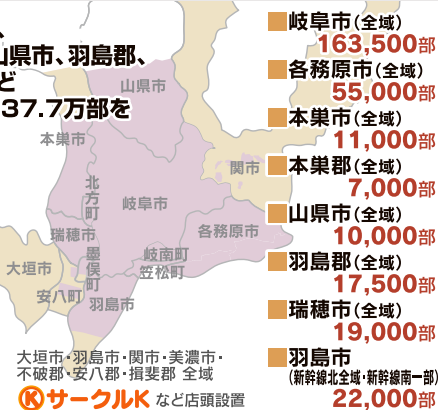 、
山県市、羽島郡、
ど
37.7万部を
山県市
本巣市
関市
北方町
岐阜市
瑞穂市
各務原市
墨俣町
岐南町
笠松町
大垣市
安八町
羽島市
大垣市・羽島市・関市・美濃市・
不破郡・安八郡・揖斐郡 全域
ⓀサークルK など店頭設置
岐阜市(全域)
163,500部
各務原市(全域)
55,000部
本巣市(全域)
11,000部
本巣郡(全域)
7,000部
山県市(全域)
10,000部
羽島郡(全域)
17,500部
瑞穂市(全域)
19,000部
羽島市
(新幹線北全域・新幹線南一部)
22,000部